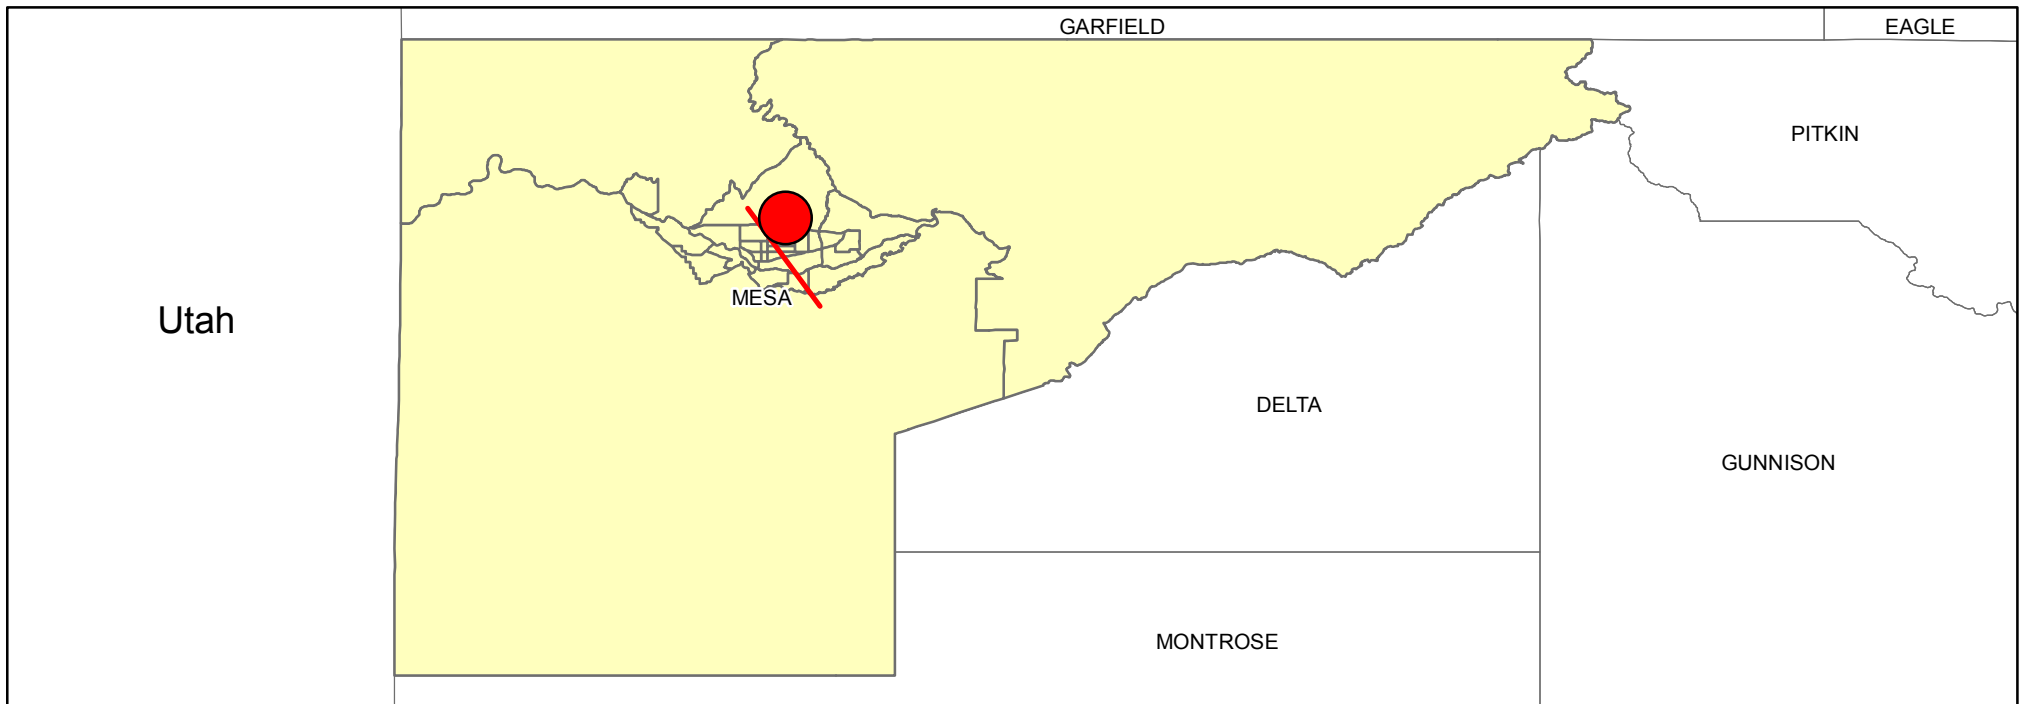 GARFIELD
EAGLE
PITKIN
MESA
Utah
DELTA
GUNNISON
MONTROSE